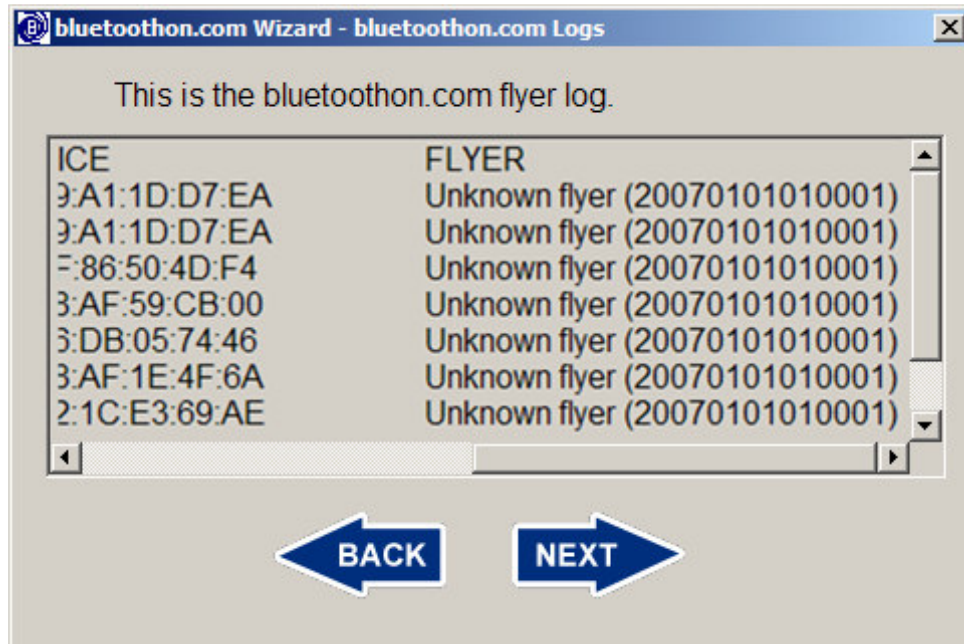 bluetoothon.com Wizard - bluetoothon.com Logs
This is the bluetoothon.com flyer log.
ICE FLYER
9:A1:1D:D7:EA Unknown flyer (20070101010001)
9:A1:1D:D7:EA Unknown flyer (20070101010001)
F:86:50:4D:F4 Unknown flyer (20070101010001)
:AF:59:CB:00 Unknown flyer (20070101010001)
:DB:05:74:46 Unknown flyer (20070101010001)
:AF:1E:4F:6A Unknown flyer (20070101010001)
2:1C:E3:69:AE Unknown flyer (20070101010001)
BACK NEXT